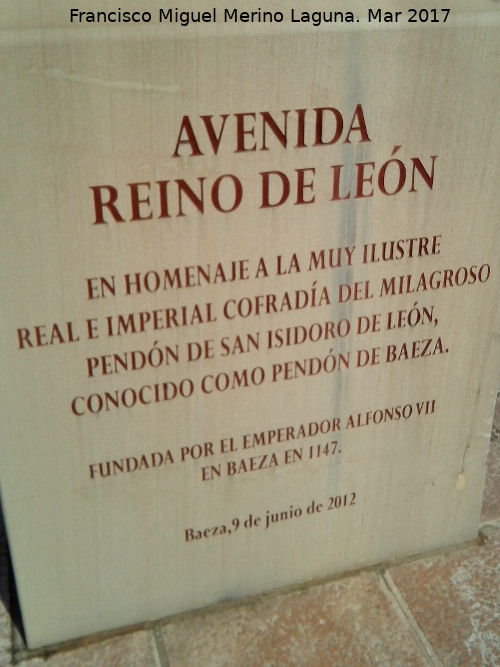 Francisco Miguel Merino Laguna. Mar 2017
AVENIDA
REINO DE LEÓN
EN HOMENAJE A LA MUY ILUSTRE
REAL E IMPERIAL COFRADÍA DEL MILAGROSO
PENDÓN DE SAN ISIDORO DE LEÓN,
CONOCIDO COMO PENDÓN DE BAEZA.
FUNDADA POR EL EMPERADOR ALFONSO VII
EN BAEZA EN 1147.
Baeza,9 de junio de 2012